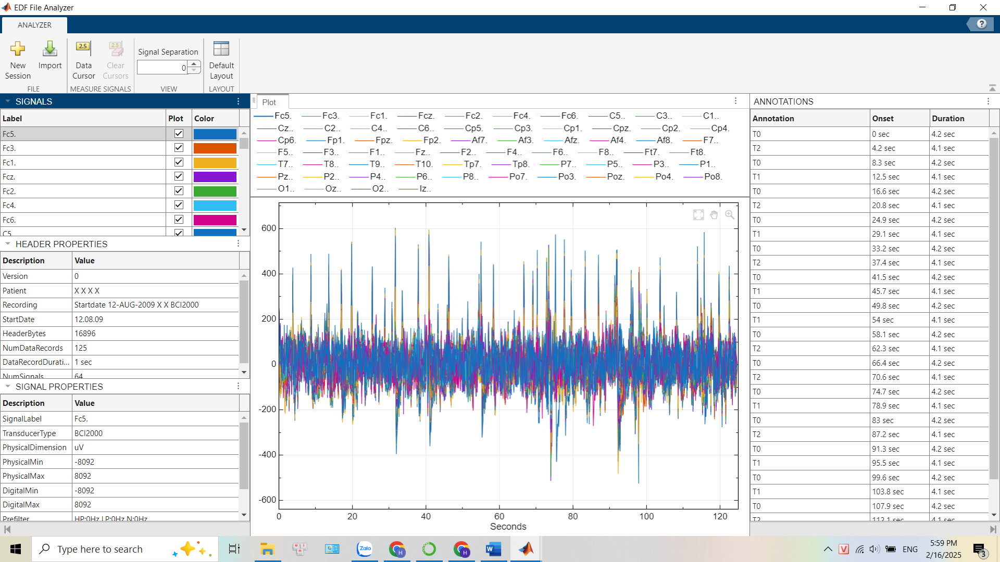 EDF File Analyzer
ANALYZER
New Session
Import
2.5
Data Cursor
2.5
Clear Cursors
Signal Separation
0
Default Layout
FILE
MEASURE SIGNALS
VIEW
LAYOUT
SIGNALS
Label Plot Color
Fc5.
Fc3.
Fc1.
Fcz.
Fc2.
Fc4.
Fc6.
C5
HEADER PROPERTIES
Description Value
Version 0
Patient X X X X
Recording Startdate 12-AUG-2009 X X BCI2000
StartDate 12.08.09
HeaderBytes 16896
NumDataRecords 125
DataRecordDurati... 1 sec
NumSignals 64
SIGNAL PROPERTIES
Description Value
SignalLabel Fc5.
TransducerType BCI2000
PhysicalDimension uV
PhysicalMin -8092
PhysicalMax 8092
DigitalMin -8092
DigitalMax 8092
Prefilter HP:0Hz LP:0Hz N:0Hz
Plot
Fc5. Fc3. Fc1. Fcz. Fc2. Fc4. Fc6. C5.. C3.. C1..
Cz.. C2.. C4.. C6.. Cp5. Cp3. Cp1. Cpz. Cp2. Cp4.
Cp6. Fp1. Fpz. Fp2. Af7. Af3. Afz. Af4. Af8. F7..
F5.. F3.. F1.. Fz.. F2.. F4.. F6.. F8.. Ft7. Ft8.
T7.. T8.. T9.. T10. Tp7. Tp8. P7.. P5.. P3.. P1..
Pz.. P2.. P4.. P6.. P8.. Po7. Po3. Poz. Po4. Po8.
O1.. Oz.. O2.. Iz..
600
400
200
0
-200
-400
-600
0 20 40 60 80 100 120
Seconds
ANNOTATIONS
Annotation Onset Duration
T0 0 sec 4.2 sec
T2 4.2 sec 4.1 sec
T0 8.3 sec 4.2 sec
T1 12.5 sec 4.1 sec
T0 16.6 sec 4.2 sec
T2 20.8 sec 4.1 sec
T0 24.9 sec 4.2 sec
T1 29.1 sec 4.1 sec
T0 33.2 sec 4.2 sec
T2 37.4 sec 4.1 sec
T0 41.5 sec 4.2 sec
T1 45.7 sec 4.1 sec
T0 49.8 sec 4.2 sec
T1 54 sec 4.1 sec
T0 58.1 sec 4.2 sec
T2 62.3 sec 4.1 sec
T0 66.4 sec 4.2 sec
T2 70.6 sec 4.1 sec
T0 74.7 sec 4.2 sec
T1 78.9 sec 4.1 sec
T0 83 sec 4.2 sec
T2 87.2 sec 4.1 sec
T0 91.3 sec 4.2 sec
T1 95.5 sec 4.1 sec
T0 99.6 sec 4.2 sec
T1 103.8 sec 4.1 sec
T0 107.9 sec 4.2 sec
T2 112.1 sec 4.1 sec
Type here to search
Zalo
H
H
W
V
ENG
5:59 PM
2/16/2025
3